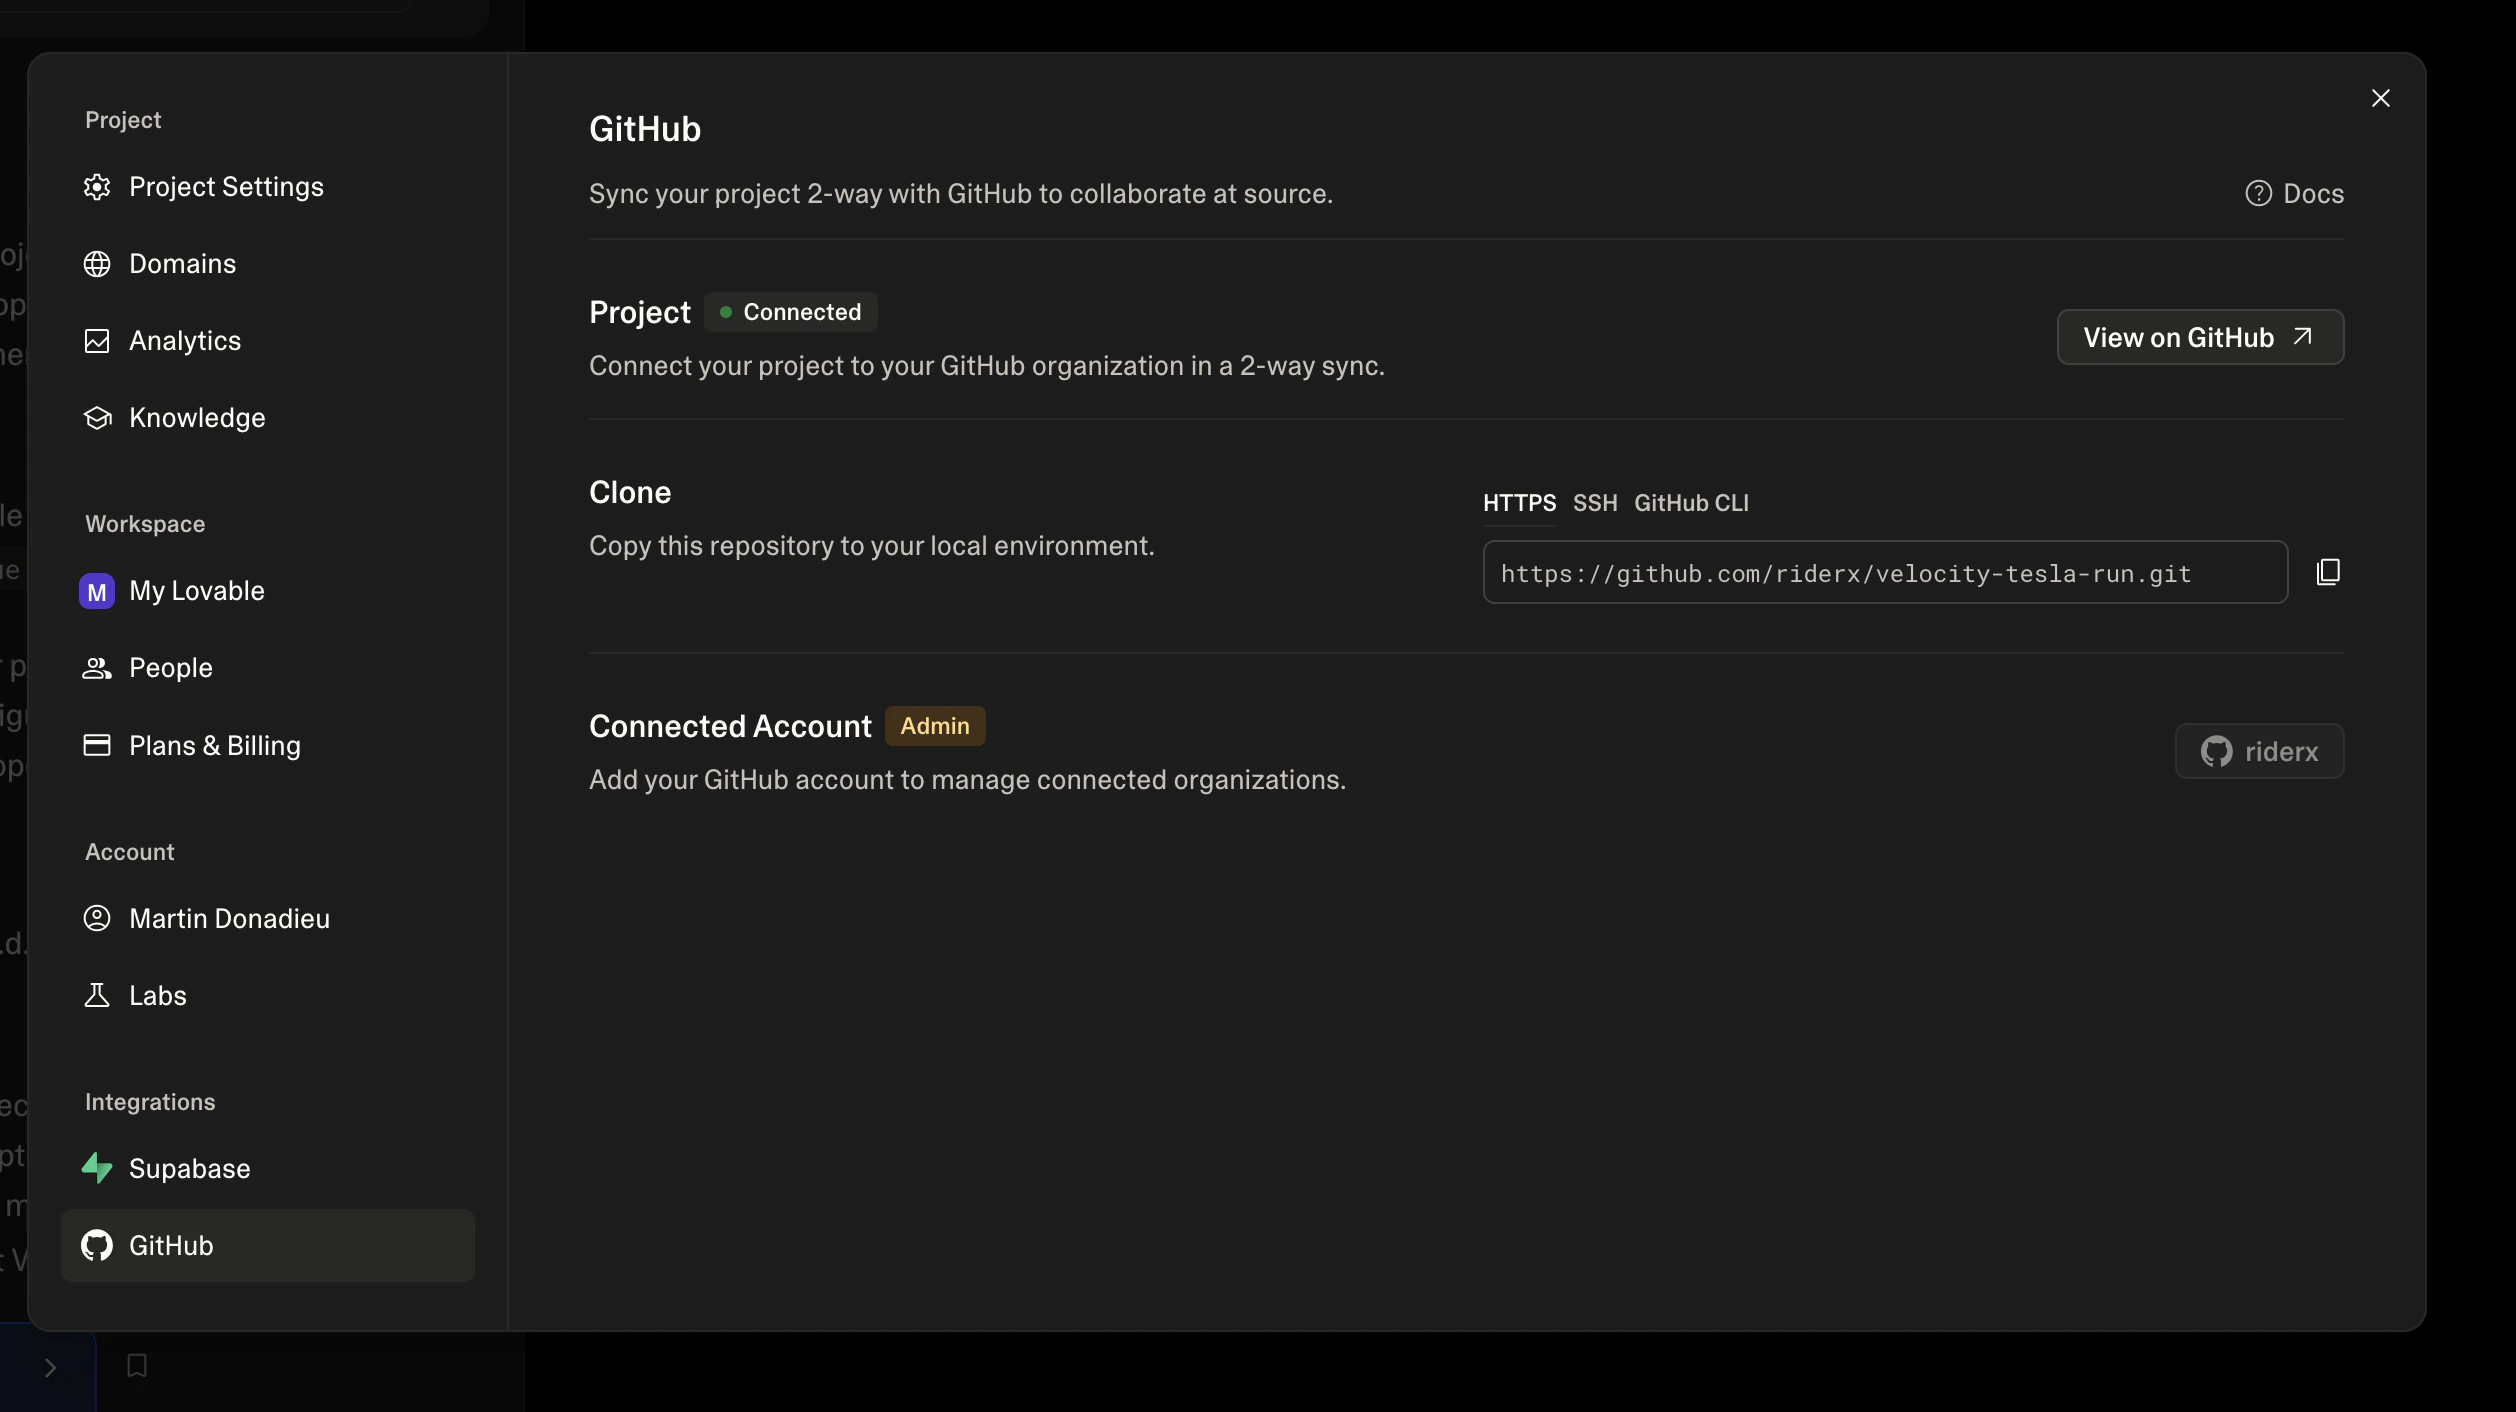 Project
Project Settings
Domains
Analytics
Knowledge
Workspace
M My Lovable
People
Plans & Billing
Account
Martin Donadieu
Labs
Integrations
Supabase
GitHub
GitHub
Sync your project 2-way with GitHub to collaborate at source.
Docs
Project
Connected
Connect your project to your GitHub organization in a 2-way sync.
View on GitHub
Clone
Copy this repository to your local environment.
HTTPS SSH GitHub CLI
https://github.com/riderx/velocity-tesla-run.git
Connected Account
Admin
Add your GitHub account to manage connected organizations.
riderx